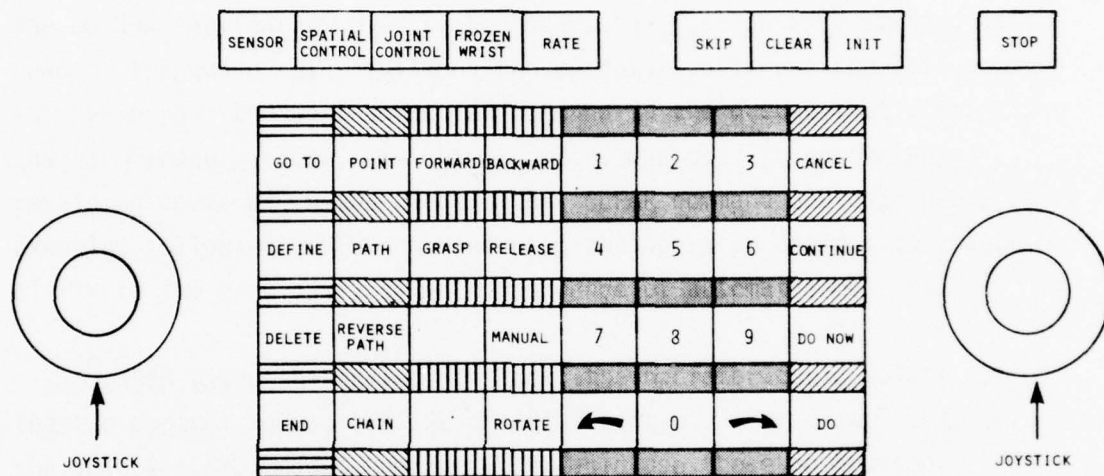 SENSOR SPATIAL CONTROL JOINT CONTROL FROZEN WRIST RATE SKIP CLEAR INIT STOP
GO TO POINT FORWARD BACKWARD 1 2 3 CANCEL
DEFINE PATH GRASP RELEASE 4 5 6 CONTINUE
DELETE REVERSE PATH MANUAL 7 8 9 DO NOW
END CHAIN ROTATE 0 DO
JOYSTICK JOYSTICK